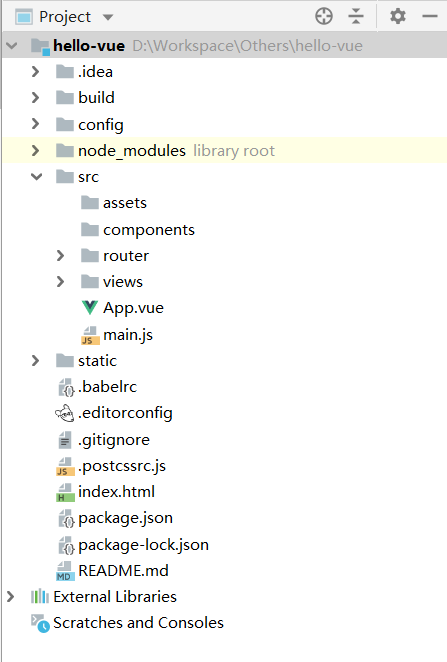 Project
hello-vue D:\Workspace\Others\hello-vue
.idea
build
config
node_modules library root
src
assets
components
router
views
App.vue
JS main.js
static
.babelrc
.editorconfig
.gitignore
JS .postcssrc.js
H index.html
package.json
package-lock.json
MD README.md
External Libraries
Scratches and Consoles